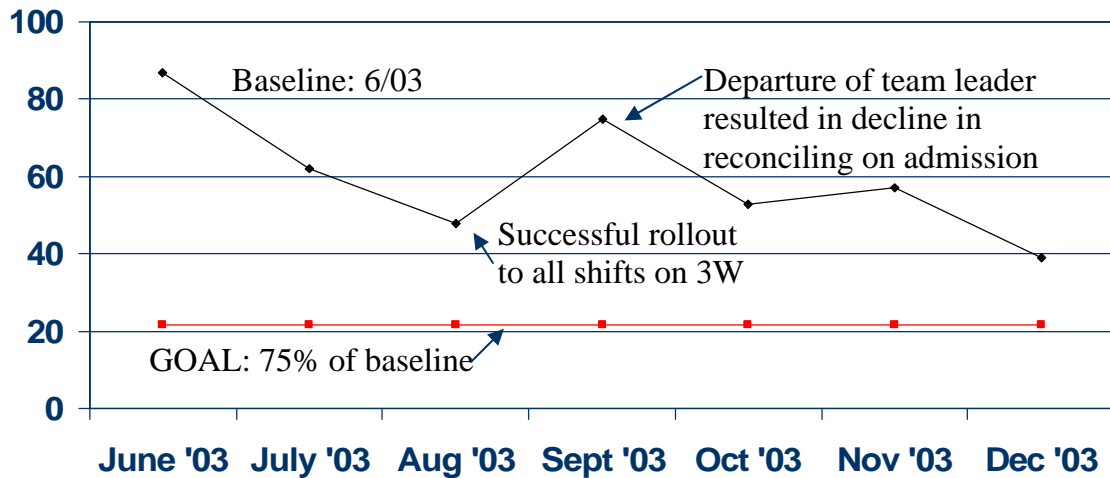 100
80
60
40
20
0
Baseline: 6/03
Departure of team leader
resulted in decline in
reconciling on admission
Successful rollout
to all shifts on 3W
GOAL: 75% of baseline
June '03 July '03 Aug '03 Sept '03 Oct '03 Nov '03 Dec '03